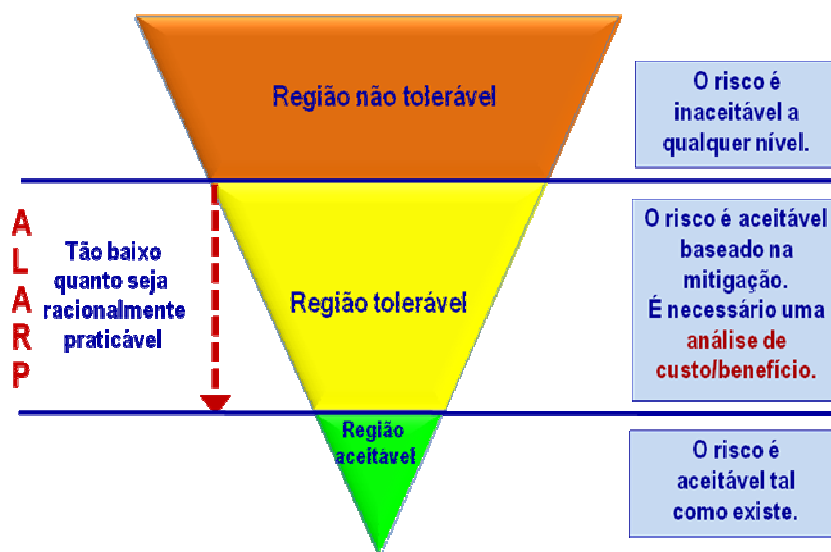 Região não tolerável
O risco é
inaceitável a
qualquer nível.
A
L
A
R
P
Tão baixo
quanto seja
racionalmente
praticável
Região tolerável
O risco é aceitável
baseado na
mitigação.
É necessário uma
análise de
custo/benefício.
Região
aceitável
O risco é
aceitável tal
como existe.